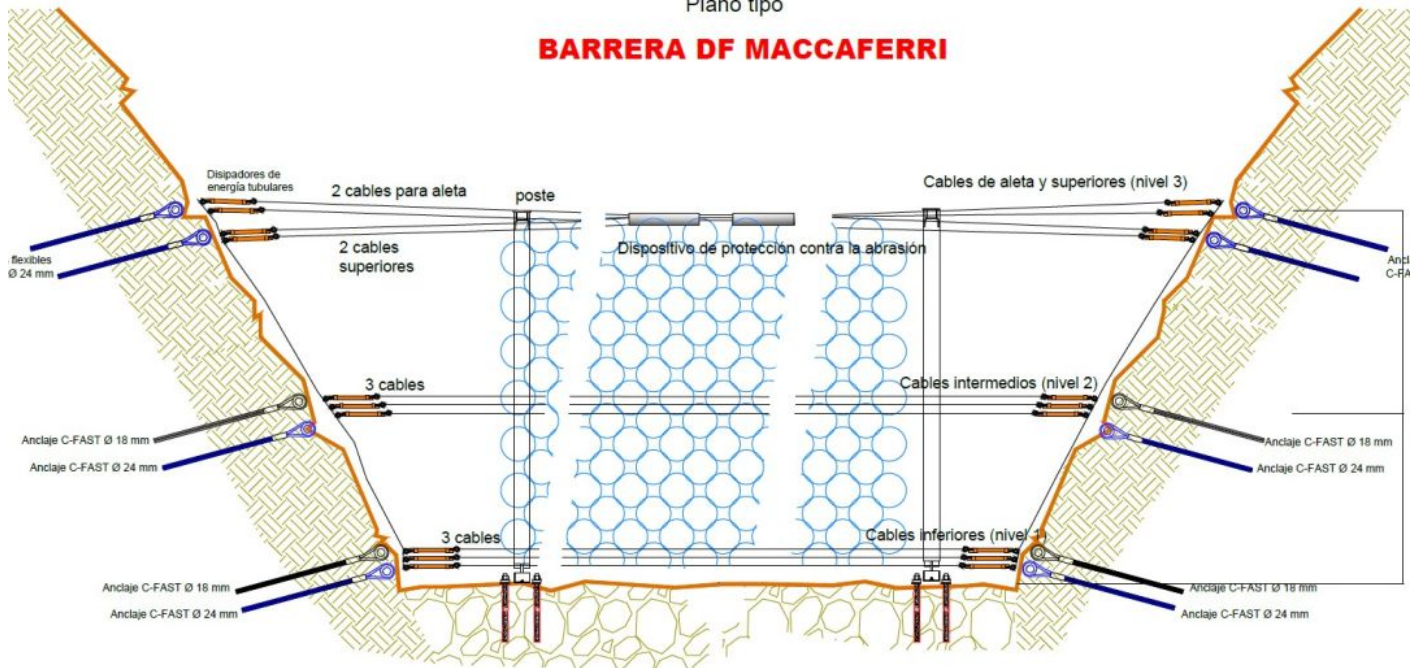 Plano tipo
BARRERA DF MACCAFERRI
Disipadores de
energía tubulares
2 cables para aleta
poste
Cables de aleta y superiores (nivel 3)
2 cables
superiores
Dispositivo de protección contra la abrasión
flexibles
Ø 24 mm
3 cables
Cables intermedios (nivel 2)
Anclaje C-FAST Ø 18 mm
Anclaje C-FAST Ø 24 mm
Anclaje C-FAST Ø 18 mm
Anclaje C-FAST Ø 24 mm
3 cables
Cables inferiores (nivel 1)
Anclaje C-FAST Ø 18 mm
Anclaje C-FAST Ø 24 mm
Anclaje C-FAST Ø 18 mm
Anclaje C-FAST Ø 24 mm